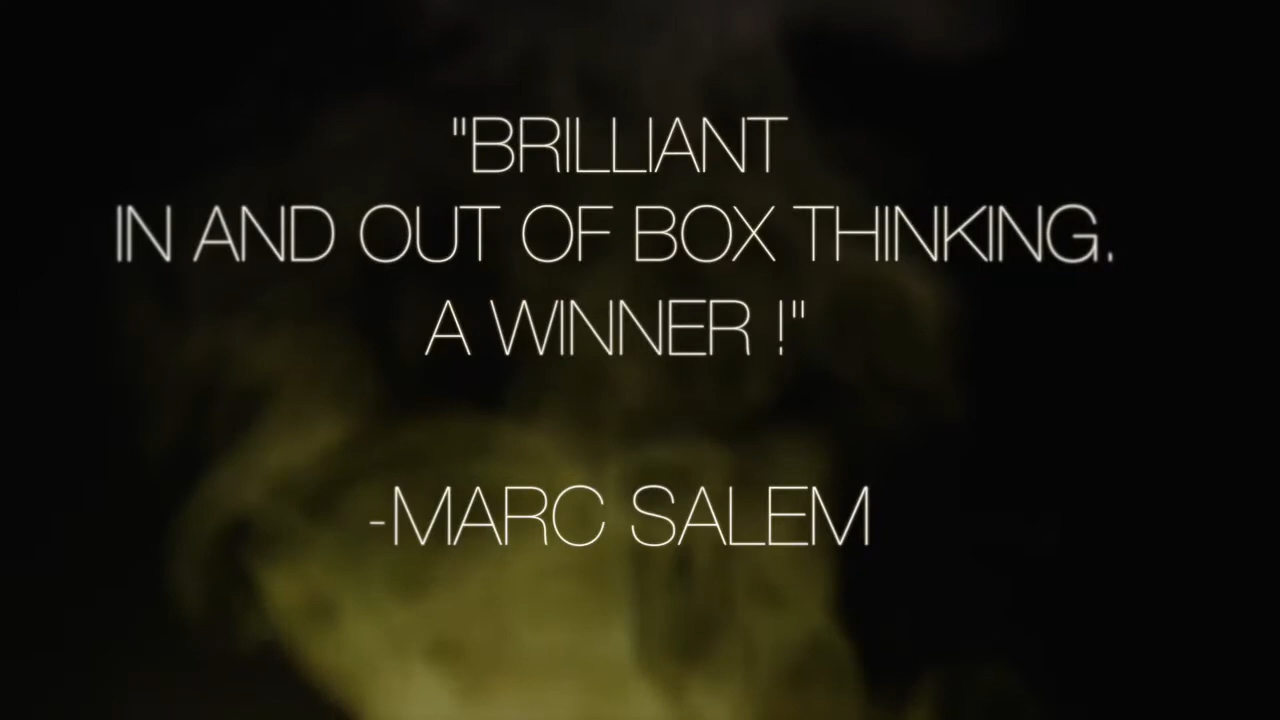 "BRILLIANT
IN AND OUT OF BOX THINKING.
A WINNER !"
-MARC SALEM